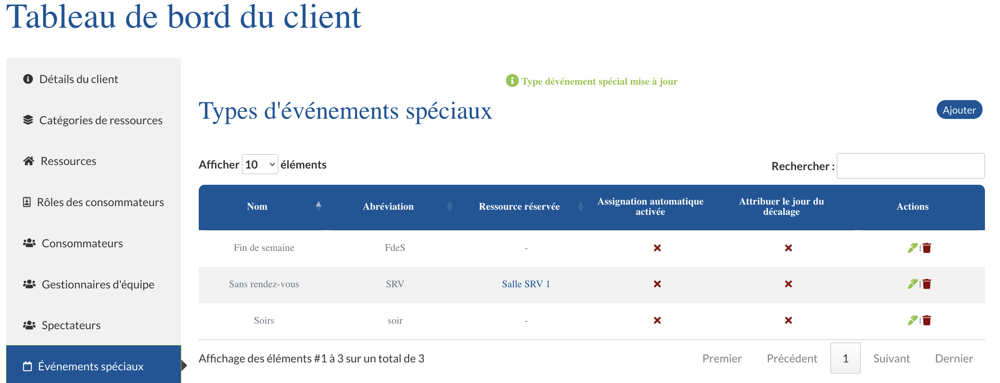 Tableau de bord du client
Détails du client
Catégories de ressources
Ressources
Rôles des consommateurs
Consommateurs
Gestionnaires d'équipe
Spectateurs
Événements spéciaux
Type dévénement spécial mise à jour
Types d'événements spéciaux
Ajouter
Afficher 10 éléments
Rechercher :
Nom Abréviation Ressource réservée Assignation automatique activée Attribuer le jour du décalage Actions
Fin de semaine FdeS -
Sans rendez-vous SRV Salle SRV 1
Soirs soir -
Affichage des éléments #1 à 3 sur un total de 3
Premier Précédent 1 Suivant Dernier